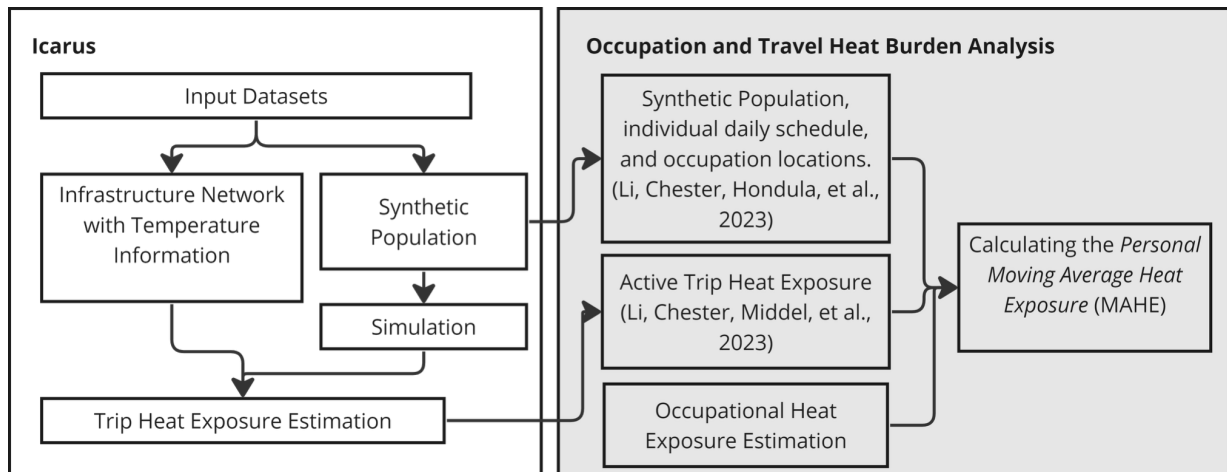 Icarus
Input Datasets
Infrastructure Network
with Temperature
Information
Synthetic
Population
Simulation
Trip Heat Exposure Estimation
Occupation and Travel Heat Burden Analysis
Synthetic Population,
individual daily schedule,
and occupation locations.
(Li, Chester, Hondula, et al.,
2023)
Active Trip Heat Exposure
(Li, Chester, Middel, et al.,
2023)
Occupational Heat
Exposure Estimation
Calculating the Personal
Moving Average Heat
Exposure (MAHE)